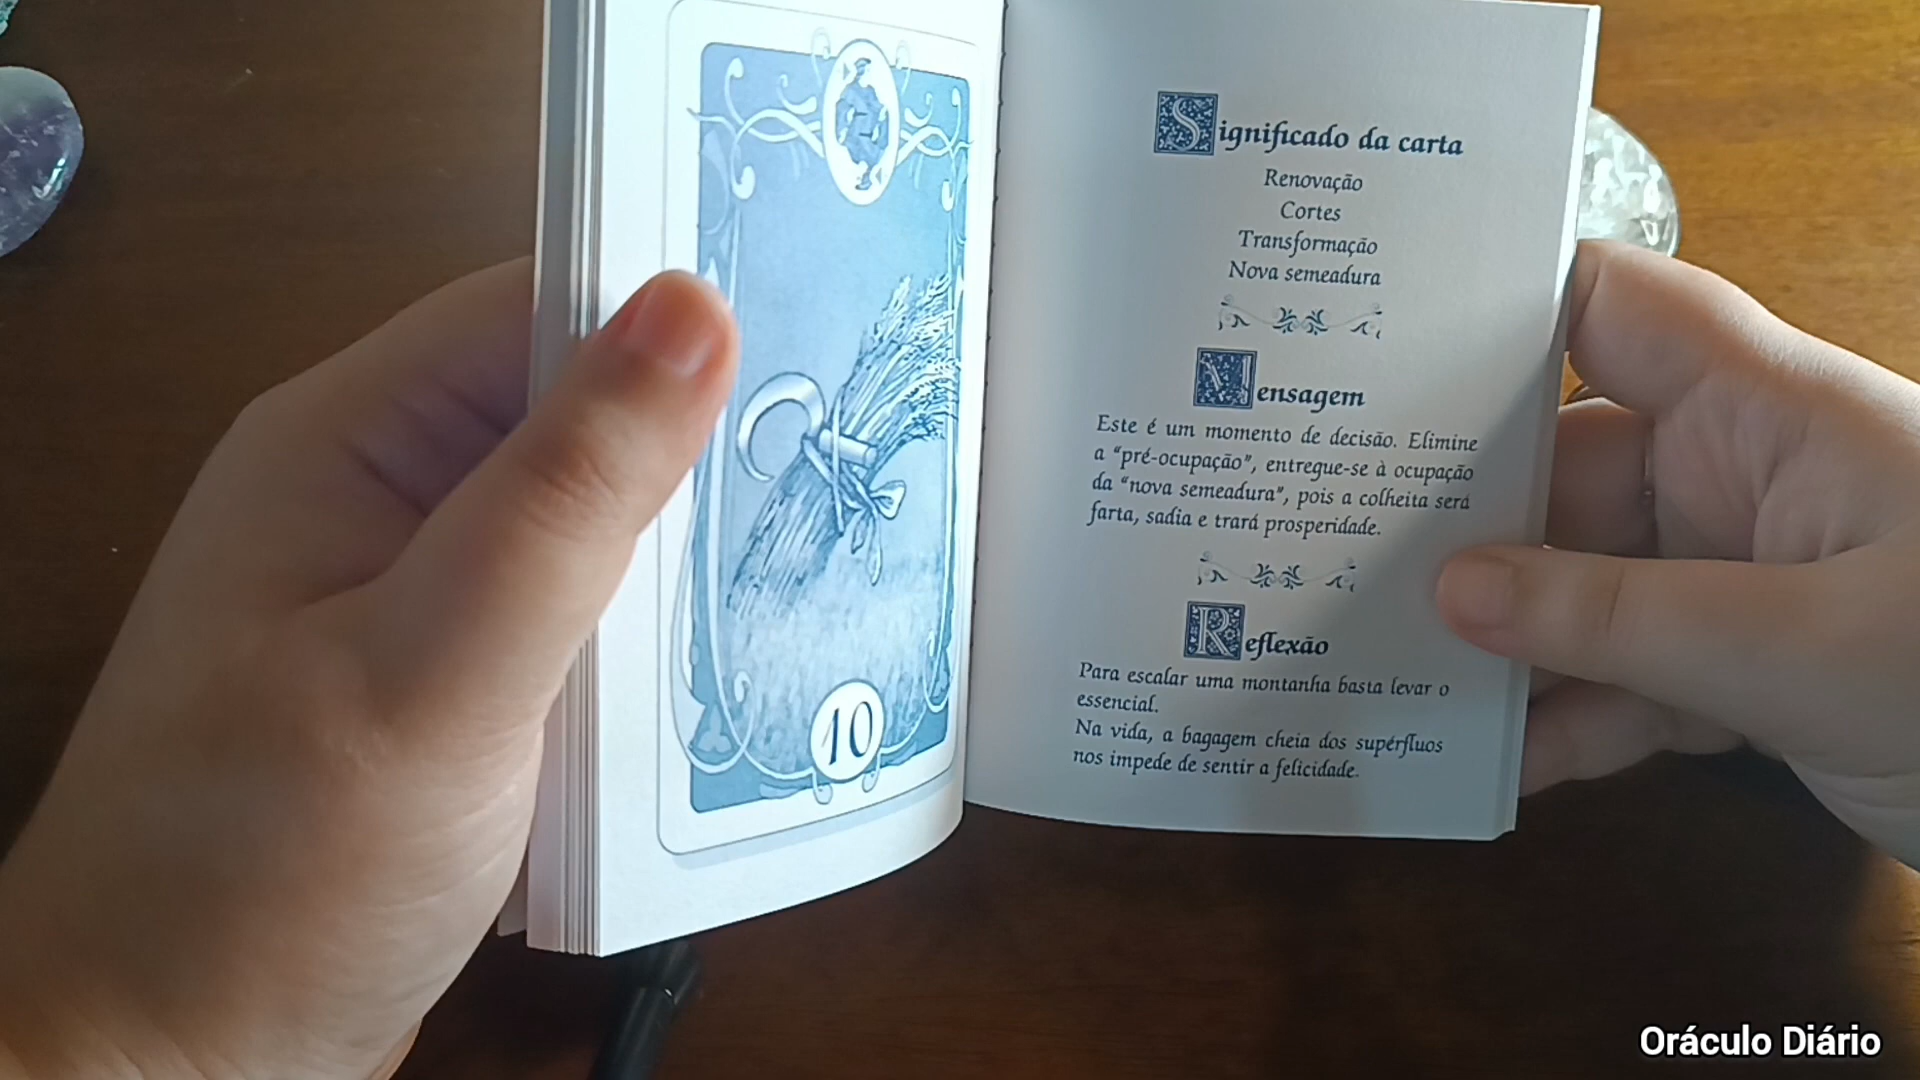 10
Significado da carta
Renovação
Cortes
Transformação
Nova semeadura
Mensagem
Este é um momento de decisão. Elimine
a "pré-ocupação", entregue-se à ocupação
da "nova semeadura", pois a colheita será
farta, sadia e trará prosperidade.
Reflexão
Para escalar uma montanha basta levar o
essencial.
Na vida, a bagagem cheia dos supérfluos
nos impede de sentir a felicidade.
Oráculo Diário